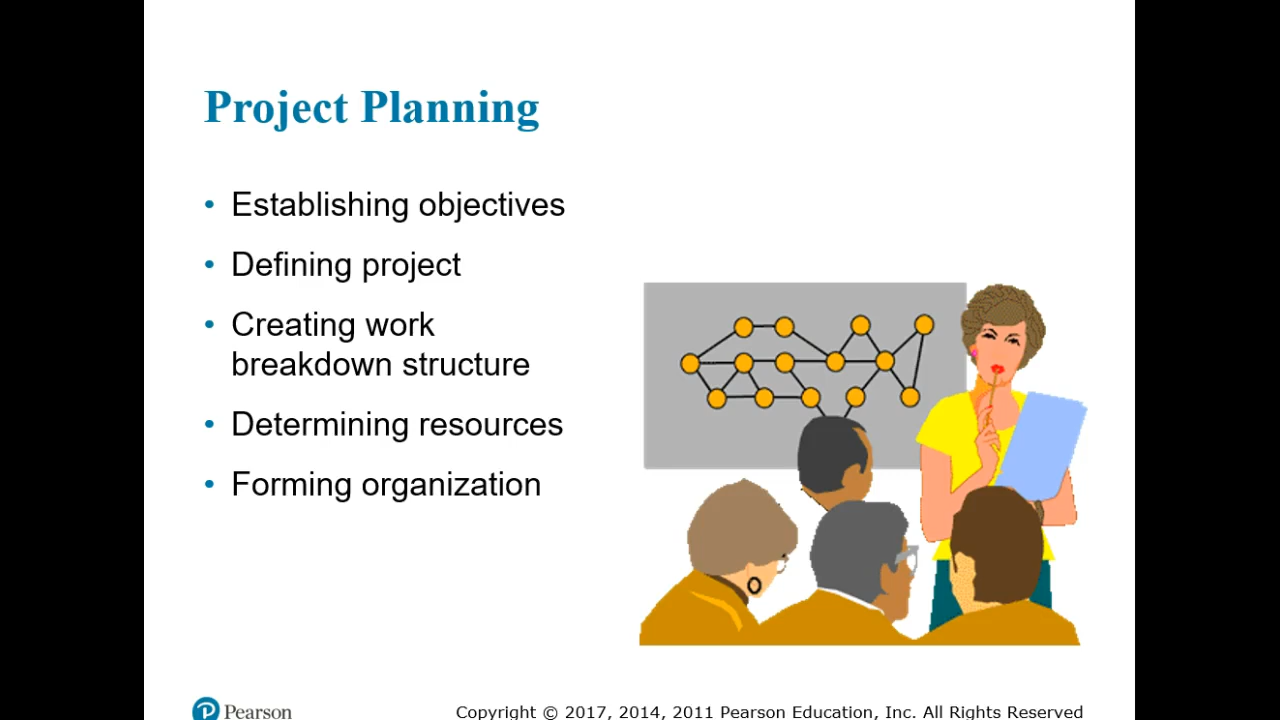 Project Planning
• Establishing objectives
• Defining project
• Creating work
breakdown structure
• Determining resources
• Forming organization
Pearson
Copyright © 2017, 2014, 2011 Pearson Education, Inc. All Rights Reserved